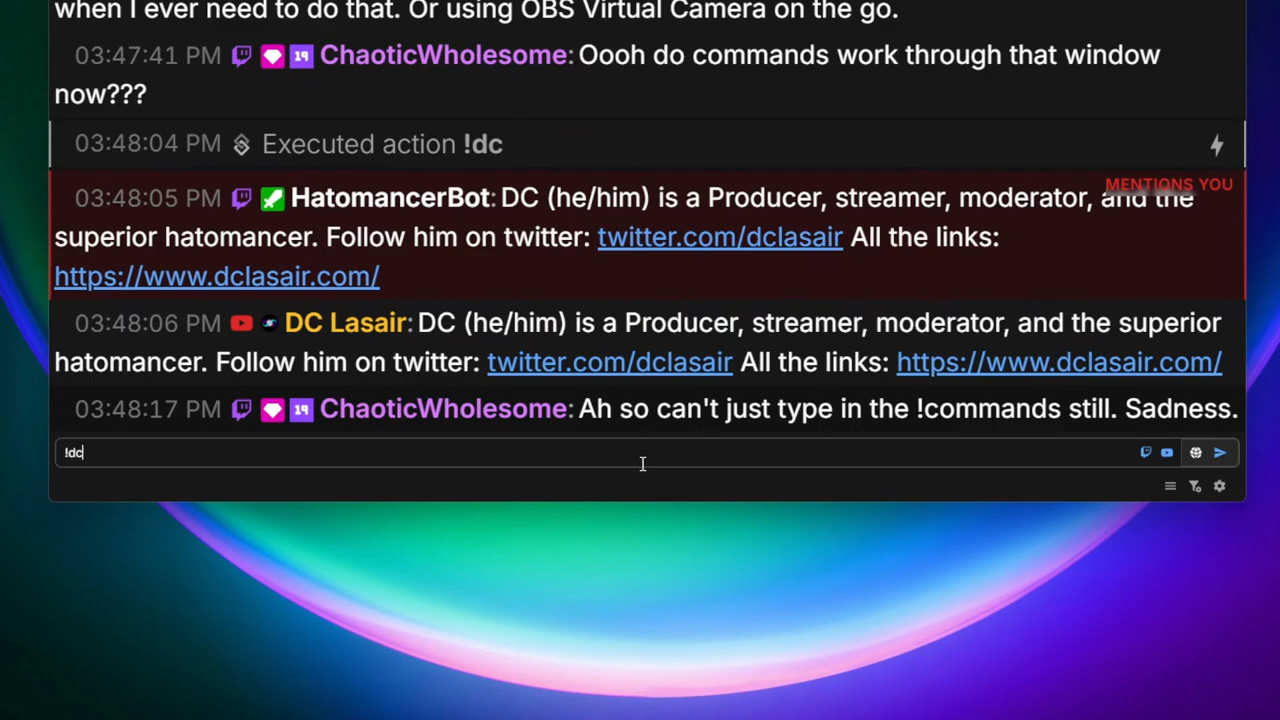 when I ever need to do that. Or using OBS Virtual Camera on the go.
03:47:41 PM 19 ChaoticWholesome: Oooh do commands work through that window
now???
03:48:04 PM Executed action !dc
MENTIONS YOU
03:48:05 PM HatomancerBot: DC (he/him) is a Producer, streamer, moderator, and the
superior hatomancer. Follow him on twitter: twitter.com/dclasair All the links:
https://www.dclasair.com/
03:48:06 PM DC Lasair: DC (he/him) is a Producer, streamer, moderator, and the superior
hatomancer. Follow him on twitter: twitter.com/dclasair All the links: https://www.dclasair.com/
03:48:17 PM 19 ChaoticWholesome: Ah so can't just type in the !commands still. Sadness.
!dc